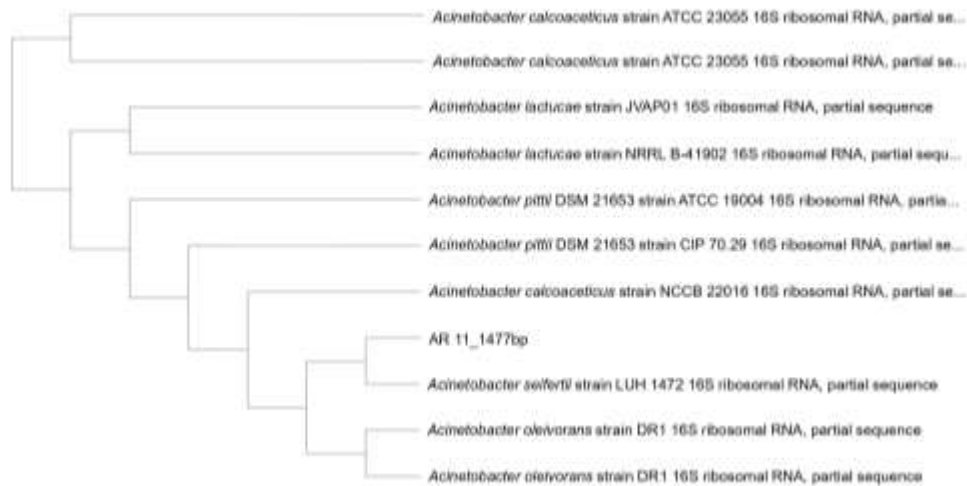 Acinetobacter calcoaceticus strain ATCC 23055 16S ribosomal RNA, partial se...
Acinetobacter calcoaceticus strain ATCC 23055 16S ribosomal RNA, partial se...
Acinetobacter lactucae strain JVAP01 16S ribosomal RNA, partial sequence
Acinetobacter lactucae strain NRRL B-41902 16S ribosomal RNA, partial sequ...
Acinetobacter pittii DSM 21653 strain ATCC 19004 16S ribosomal RNA, partia...
Acinetobacter pittii DSM 21653 strain CIP 70.29 16S ribosomal RNA, partial se...
Acinetobacter calcoaceticus strain NCCB 22016 16S ribosomal RNA, partial se...
AR 11_1477bp
Acinetobacter seifertii strain LUH 1472 16S ribosomal RNA, partial sequence
Acinetobacter oleivorans strain DR1 16S ribosomal RNA, partial sequence
Acinetobacter oleivorans strain DR1 16S ribosomal RNA, partial sequence